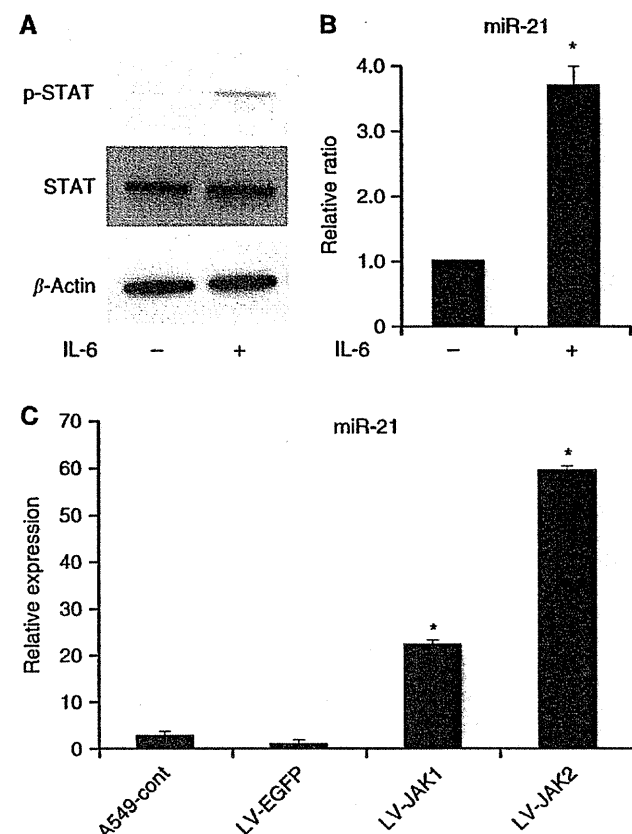 A
p-STAT
STAT
β-Actin
IL-6 – +
B
miR-21
Relative ratio
4.0
3.0
2.0
1.0
0
*
IL-6 – +
C
miR-21
Relative expression
70
60
50
40
30
20
10
0
*
*
A549-cont
LV-EGFP
LV-JAK1
LV-JAK2